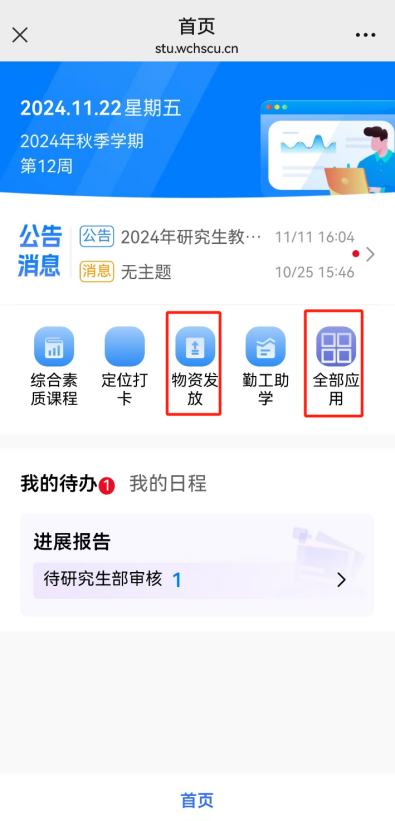 首页
stu.wchscu.cn
2024.11.22 星期五
2024年秋季学期
第12周
公告
消息
公告 2024年研究生教… 11/11 16:04
消息 无主题 10/25 15:46
综合素
质课程
定位打
卡
物资发
放
勤工助
学
全部应
用
我的待办 1 我的日程
进展报告
待研究生部审核 1
首页